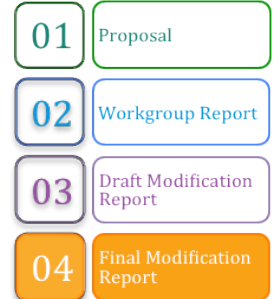 01
Proposal
02
Workgroup Report
03
Draft Modification
Report
04
Final Modification
Report